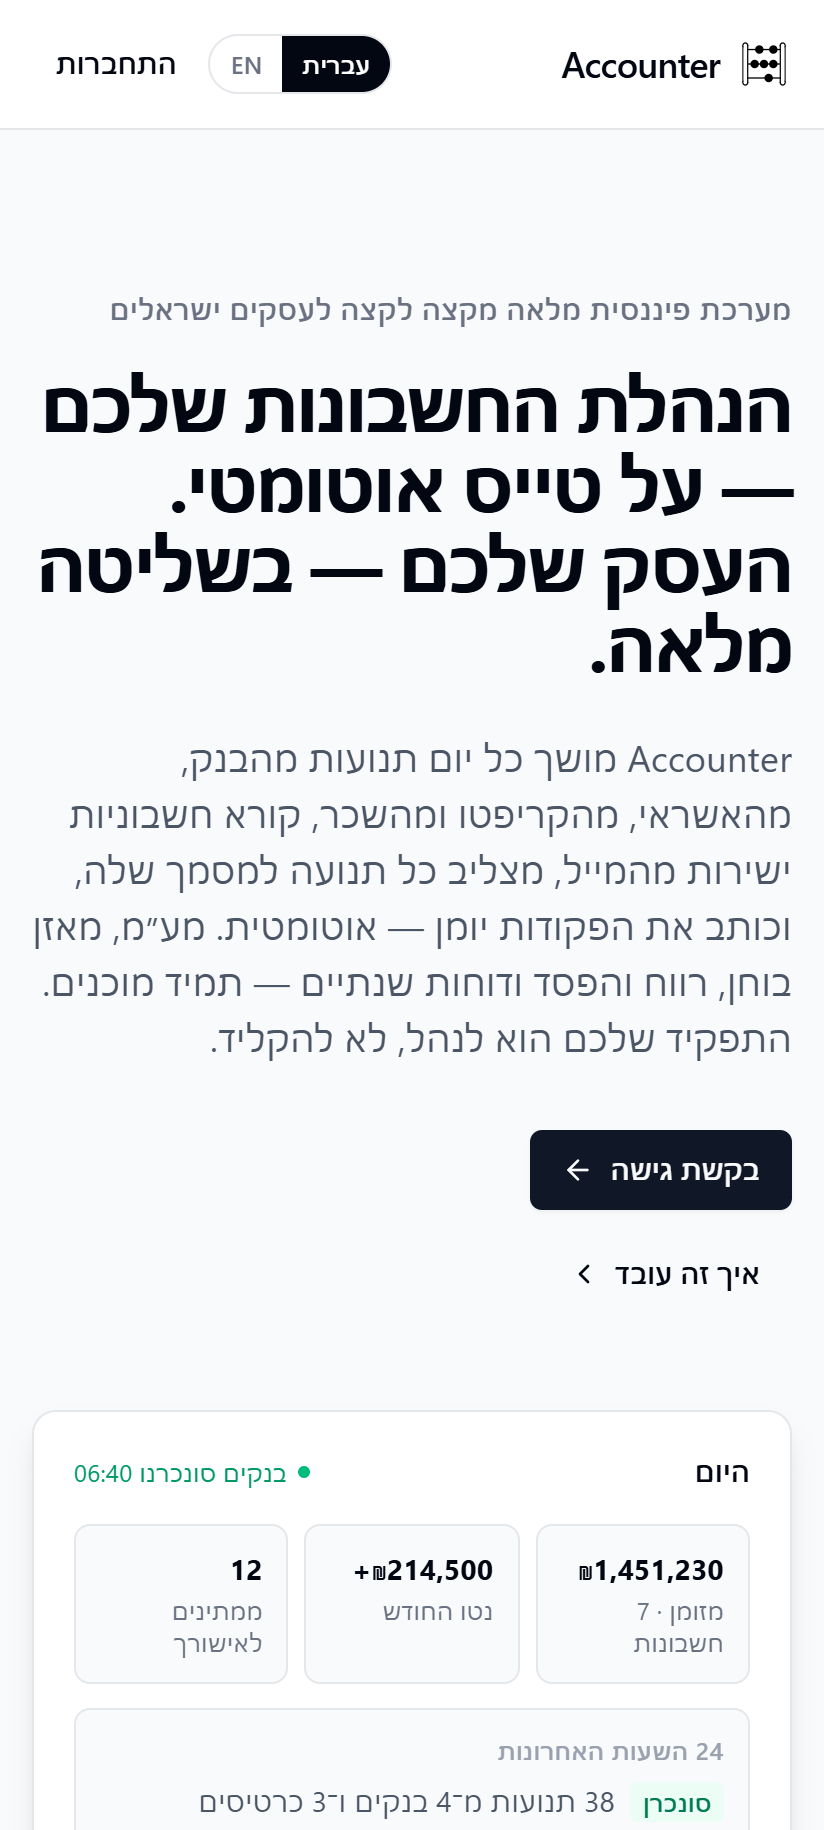 Accounter
עברית
EN
התחברות
מערכת פיננסית מלאה מקצה לקצה לעסקים ישראלים
הנהלת החשבונות שלכם
— על טייס אוטומטי.
העסק שלכם — בשליטה
מלאה.
Accounter מושך כל יום תנועות מהבנק,
מהאשראי, מהקריפטו ומהשכר, קורא חשבוניות
ישירות מהמייל, מצליב כל תנועה למסמך שלה,
וכותב את הפקודות יומן — אוטומטית. מע״מ, מאזן
בוחן, רווח והפסד ודוחות שנתיים — תמיד מוכנים.
התפקיד שלכם הוא לנהל, לא להקליד.
בקשת גישה
איך זה עובד
היום
בנקים סונכרנו 06:40
₪1,451,230
מזומן · 7
חשבונות
+₪214,500
נטו החודש
12
ממתינים
לאישורך
24 השעות האחרונות
סונכרן
38 תנועות מ־4 בנקים ו־3 כרטיסים